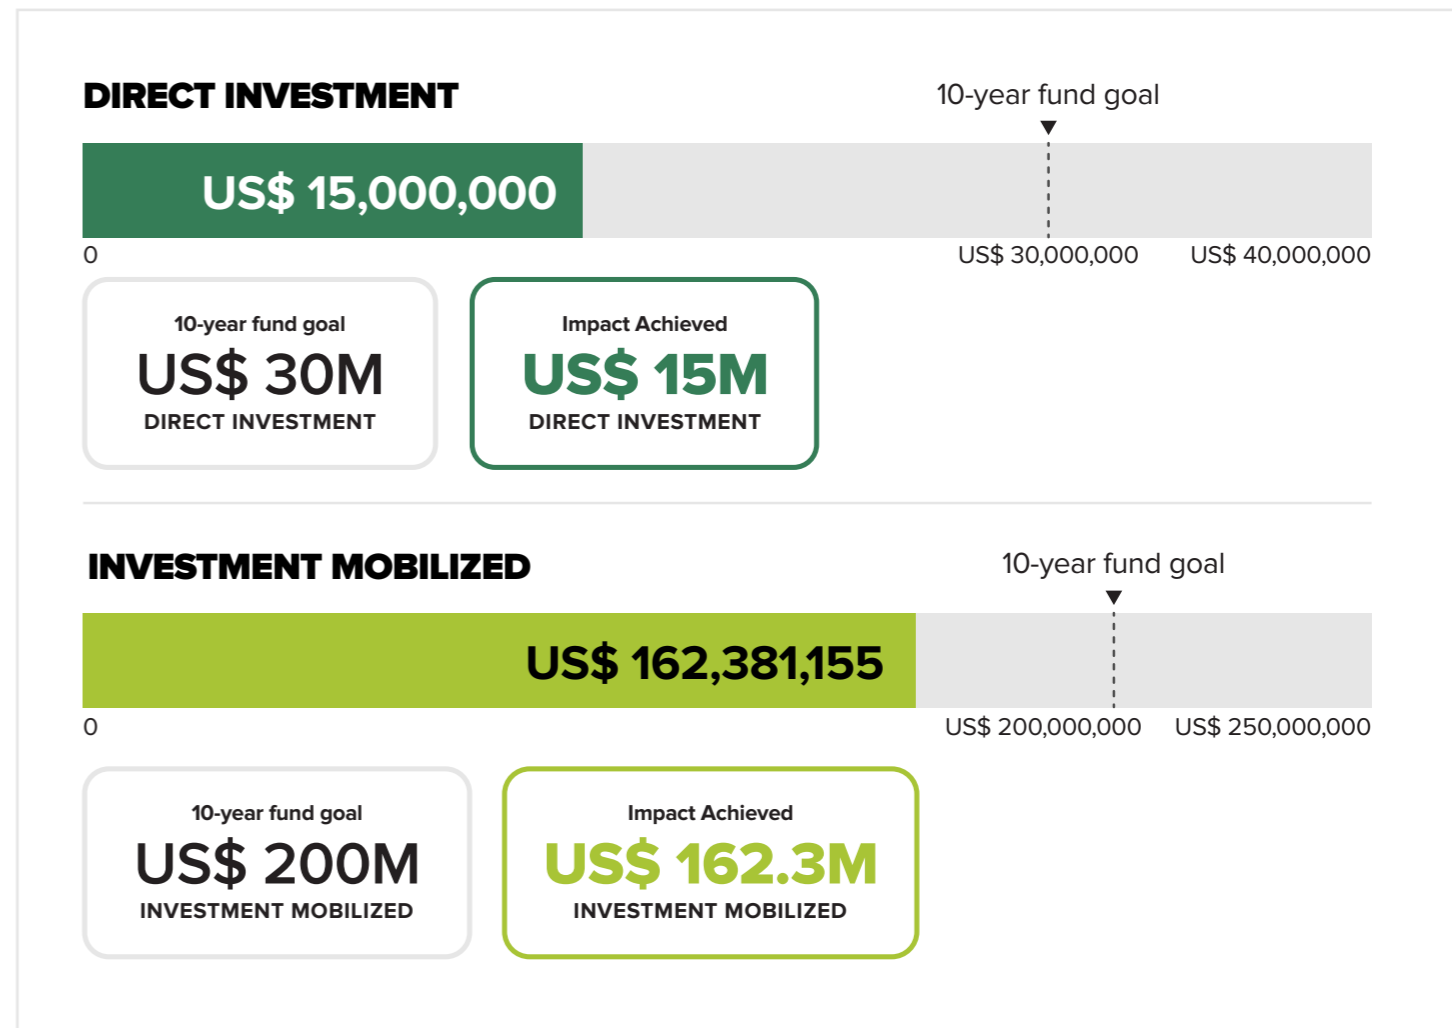 DIRECT INVESTMENT
10-year fund goal
US$ 15,000,000
0
US$ 30,000,000
US$ 40,000,000
10-year fund goal
US$ 30M
DIRECT INVESTMENT
Impact Achieved
US$ 15M
DIRECT INVESTMENT
INVESTMENT MOBILIZED
10-year fund goal
US$ 162,381,155
0
US$ 200,000,000
US$ 250,000,000
10-year fund goal
US$ 200M
INVESTMENT MOBILIZED
Impact Achieved
US$ 162.3M
INVESTMENT MOBILIZED